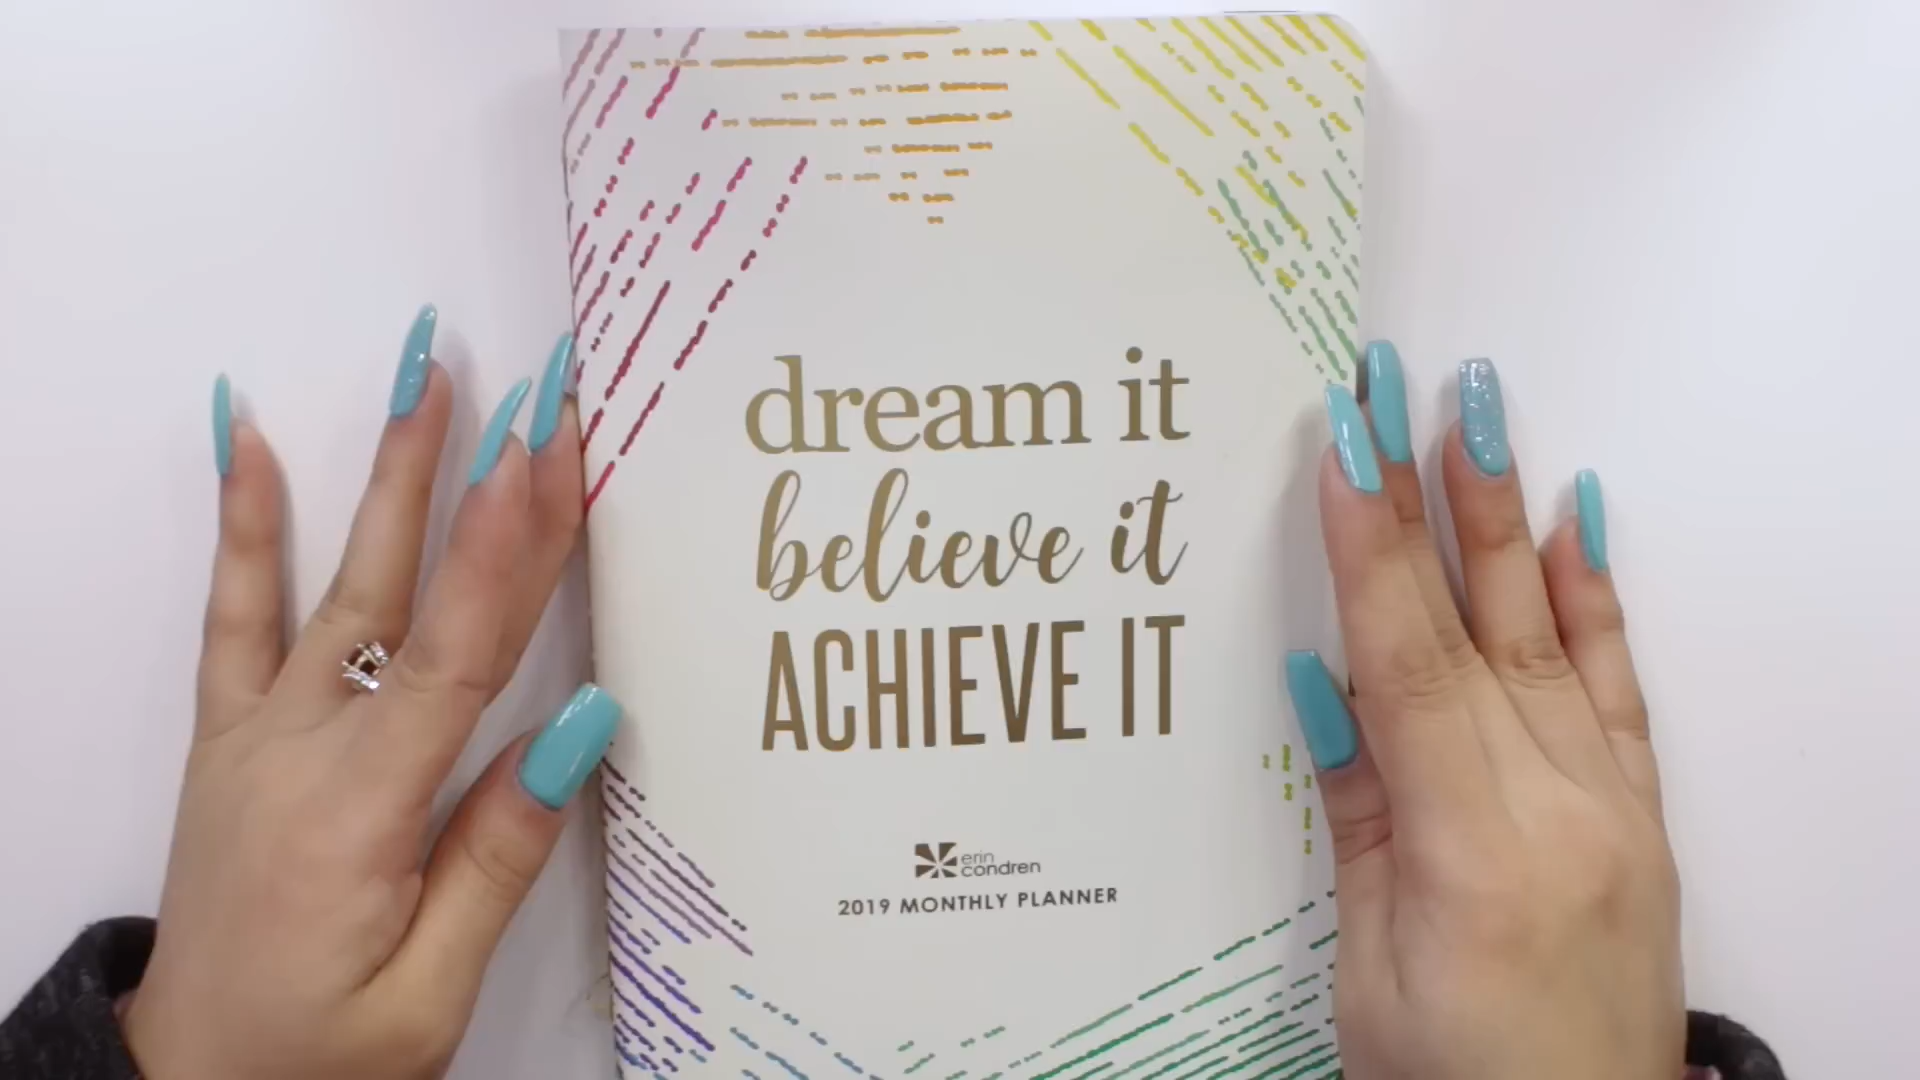 dream it
believe it
ACHIEVE IT
erin
condren
2019 MONTHLY PLANNER